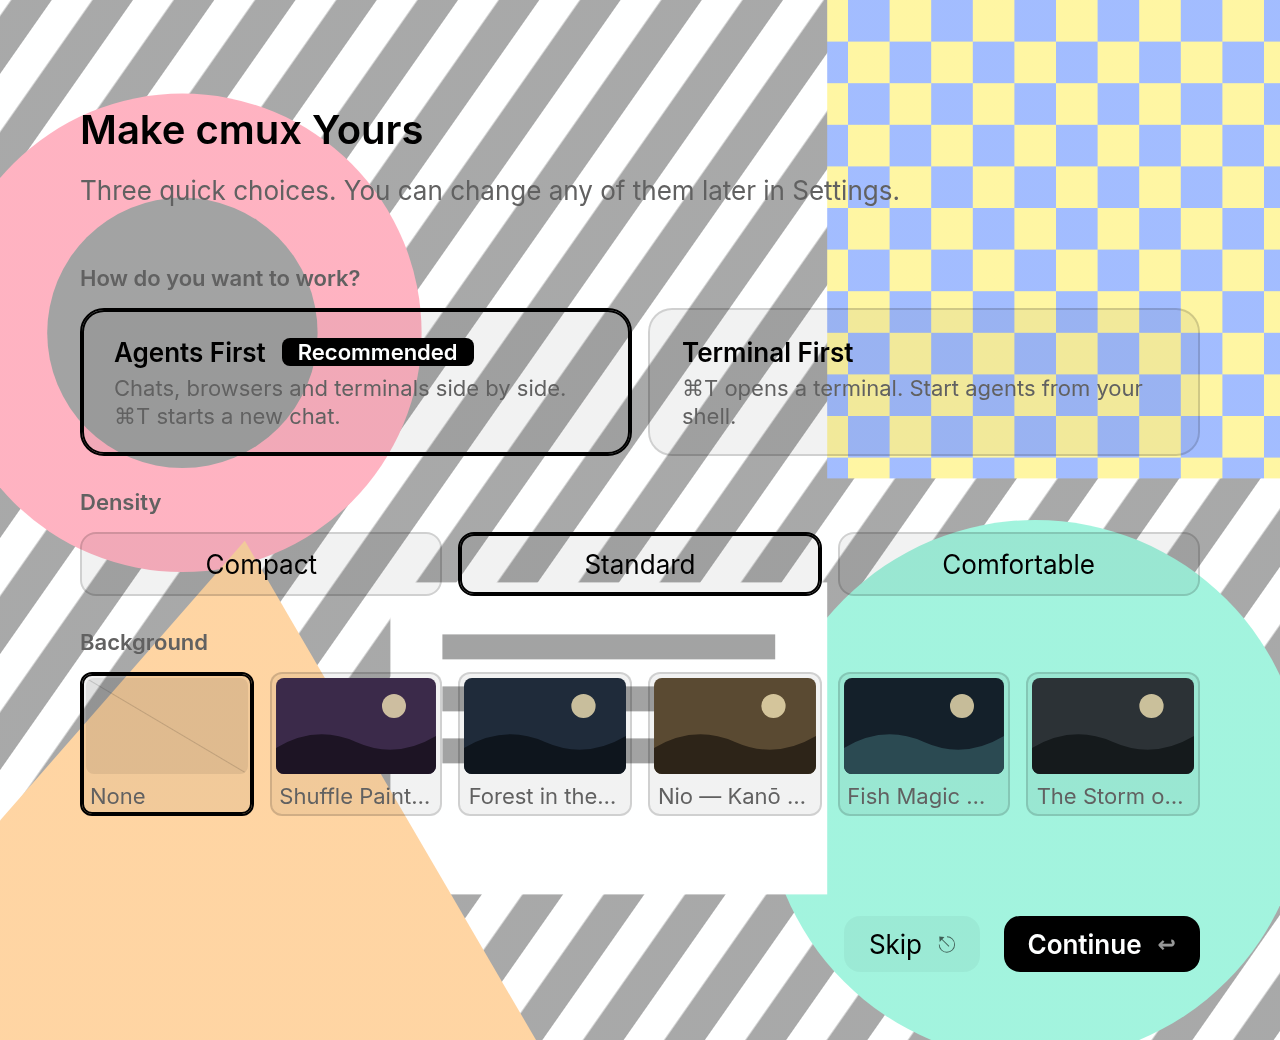 Make cmux Yours
Three quick choices. You can change any of them later in Settings.
How do you want to work?
Agents First Recommended
Chats, browsers and terminals side by side.
⌘T starts a new chat.
Terminal First
⌘T opens a terminal. Start agents from your
shell.
Density
Compact
Standard
Comfortable
Background
None
Shuffle Paint...
Forest in the...
Nio — Kanō ...
Fish Magic ...
The Storm o...
Skip ⎋
Continue ↩